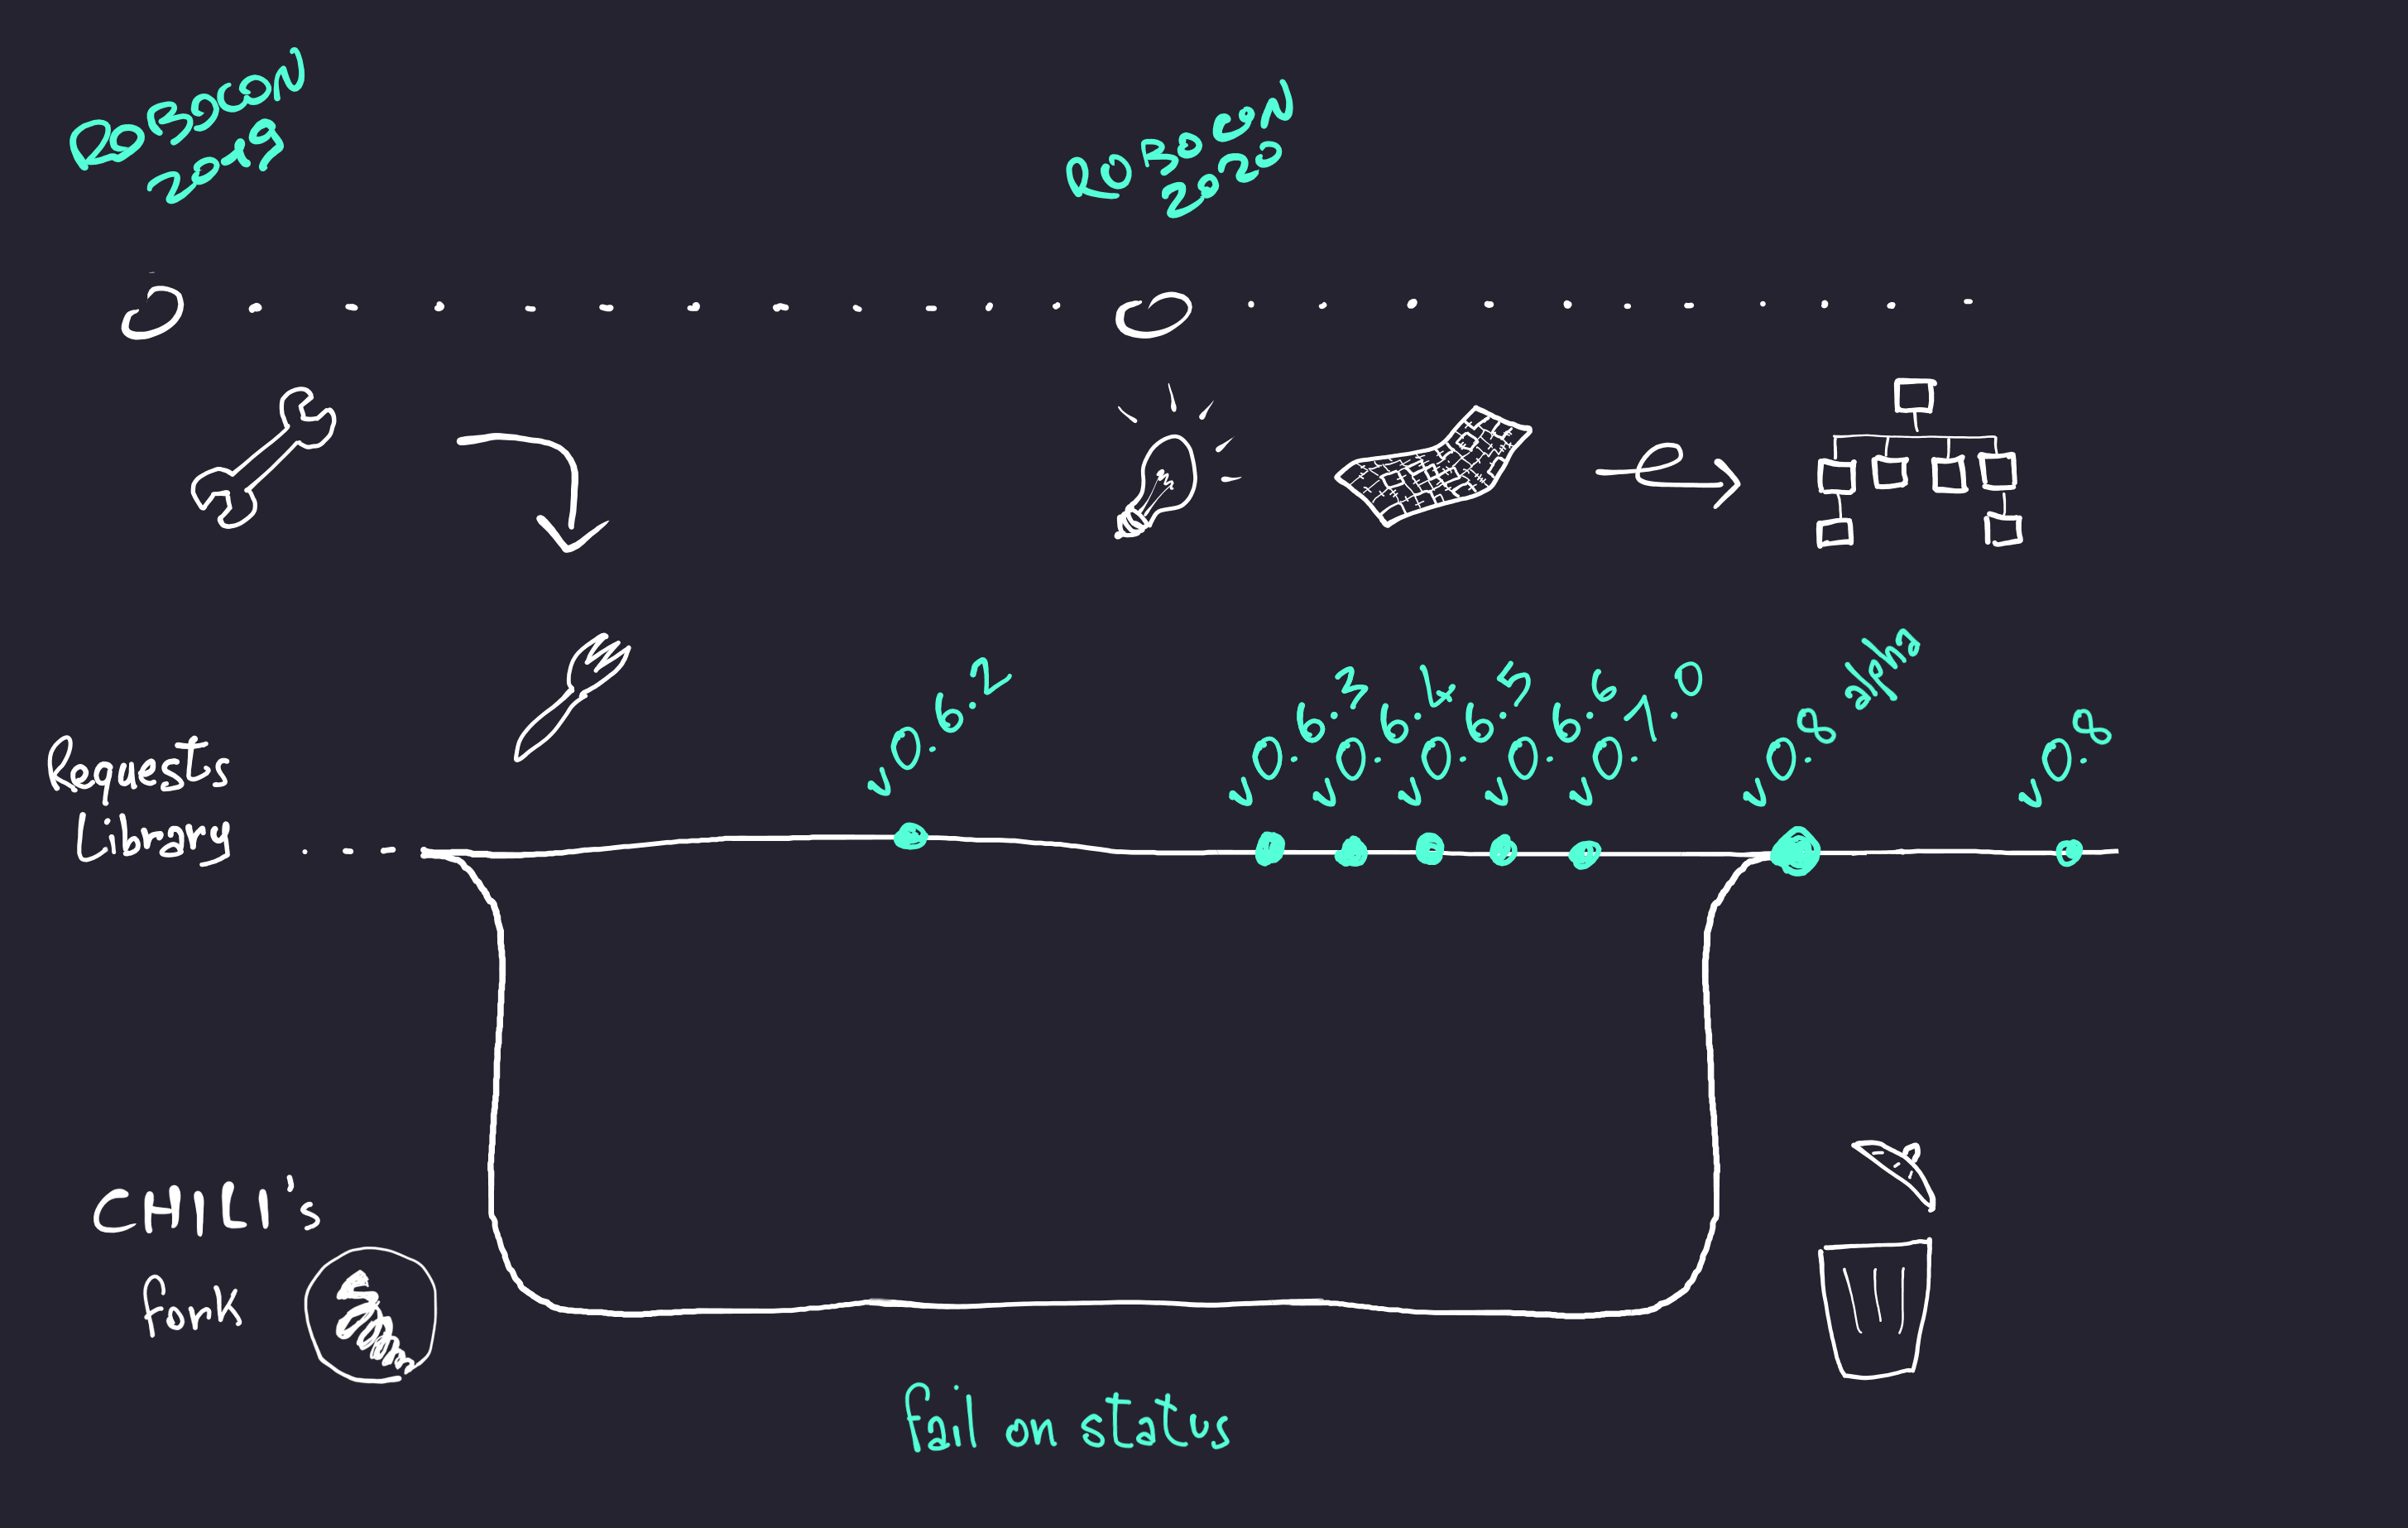 ROBOCON
2019
ROBOCON
2020
v0.6.2
v0.6.3
v0.6.4
v0.6.5
v0.6.6
v0.7.0
v0.8 alpha
v0.8
Requests
Library
CHILI's
fork
fail on status